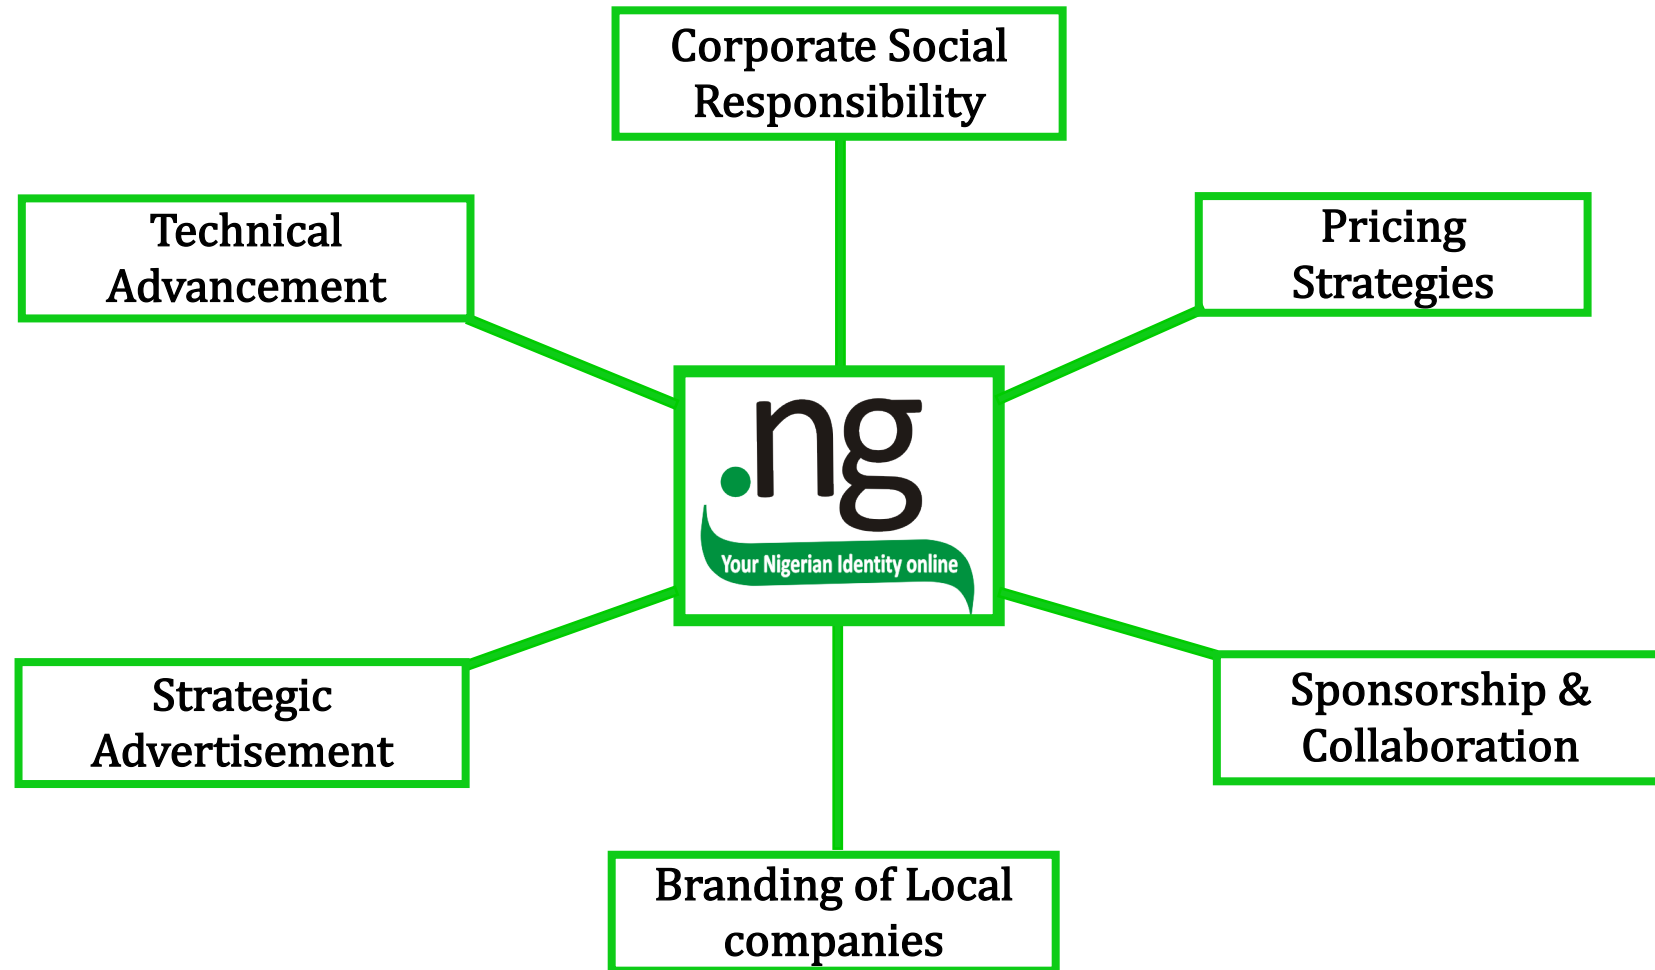 Corporate Social
Responsibility
Technical
Advancement
Pricing
Strategies
.ng
Your Nigerian Identity online
Strategic
Advertisement
Sponsorship &
Collaboration
Branding of Local
companies